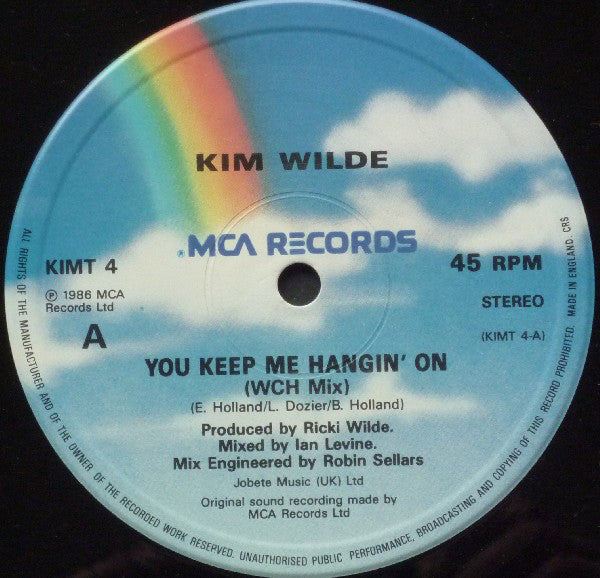 KIM WILDE
®MCA RECORDS
KIMT 4
℗ 1986 MCA
Records Ltd
A
45 RPM
STEREO
(KIMT 4-A)
YOU KEEP ME HANGIN' ON
(WCH Mix)
(E. Holland/L. Dozier/B. Holland)
Produced by Ricki Wilde.
Mixed by Ian Levine.
Mix Engineered by Robin Sellars
Jobete Music (UK) Ltd
Original sound recording made by
MCA Records Ltd
ALL RIGHTS OF THE MANUFACTURER AND OF THE OWNER OF THE RECORDED WORK RESERVED. UNAUTHORISED PUBLIC PERFORMANCE, BROADCASTING AND COPYING OF THIS RECORD PROHIBITED. MADE IN ENGLAND. CRS